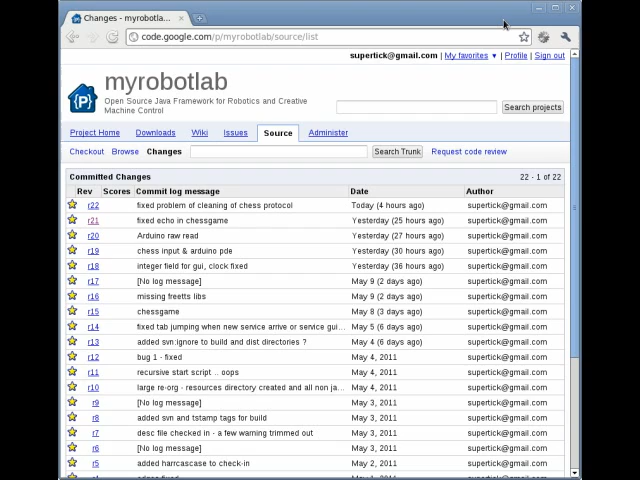 Changes - myrobotla...
code.google.com/p/myrobotlab/source/list
supertick@gmail.com | My favorites ▼ | Profile | Sign out
myrobotlab
Open Source Java Framework for Robotics and Creative
Machine Control
Search projects
Project Home Downloads Wiki Issues Source Administer
Checkout Browse Changes Search Trunk Request code review
Committed Changes 22 - 1 of 22
Rev Scores Commit log message Date Author
r22 fixed problem of cleaning of chess protocol Today (4 hours ago) supertick@gmail.com
r21 fixed echo in chessgame Yesterday (25 hours ago) supertick@gmail.com
r20 Arduino raw read Yesterday (27 hours ago) supertick@gmail.com
r19 chess input & arduino pde Yesterday (30 hours ago) supertick@gmail.com
r18 integer field for gui, clock fixed Yesterday (36 hours ago) supertick@gmail.com
r17 [No log message] May 9 (2 days ago) supertick@gmail.com
r16 missing freetts libs May 9 (2 days ago) supertick@gmail.com
r15 chessgame May 8 (3 days ago) supertick@gmail.com
r14 fixed tab jumping when new service arrive or service gui... May 5 (6 days ago) supertick@gmail.com
r13 added svn:ignore to build and dist directories ? May 4 (6 days ago) supertick@gmail.com
r12 bug 1 - fixed May 4, 2011 supertick@gmail.com
r11 recursive start script .. oops May 4, 2011 supertick@gmail.com
r10 large re-org - resources directory created and all non ja... May 4, 2011 supertick@gmail.com
r9 [No log message] May 3, 2011 supertick@gmail.com
r8 added svn and tstamp tags for build May 3, 2011 supertick@gmail.com
r7 desc file checked in - a few warning trimmed out May 3, 2011 supertick@gmail.com
r6 [No log message] May 3, 2011 supertick@gmail.com
r5 added harrcascase to check-in May 2, 2011 supertick@gmail.com